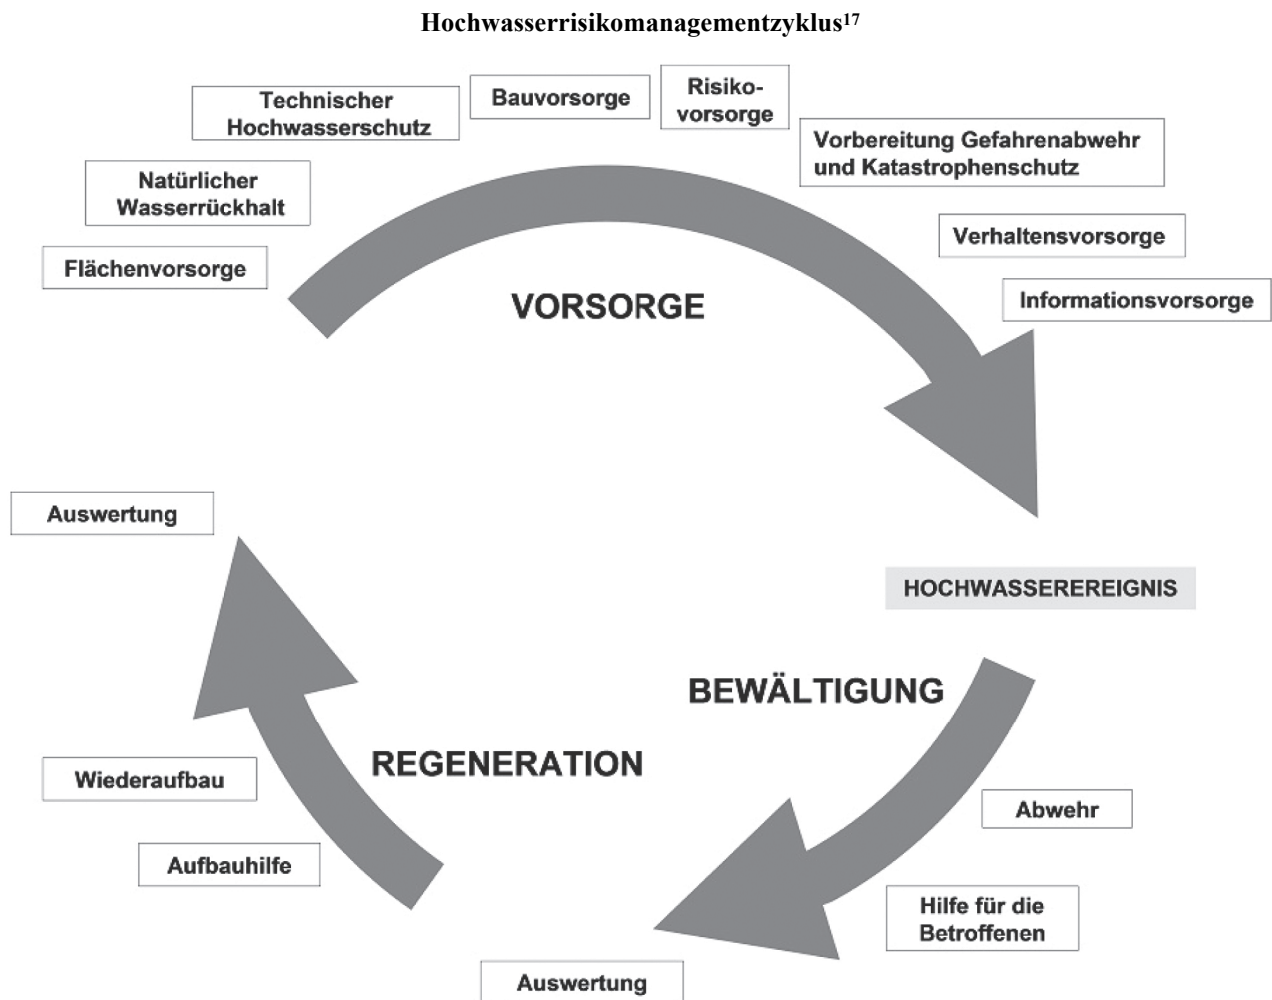 Hochwasserrisikomanagementzyklus¹⁷
Technischer
Hochwasserschutz
Bauvorsorge
Risiko-
vorsorge
Vorbereitung Gefahrenabwehr
und Katastrophenschutz
Natürlicher
Wasserrückhalt
Verhaltensvorsorge
Flächenvorsorge
Informationsvorsorge
VORSORGE
Auswertung
HOCHWASSEREREIGNIS
BEWÄLTIGUNG
REGENERATION
Wiederaufbau
Abwehr
Aufbauhilfe
Hilfe für die
Betroffenen
Auswertung